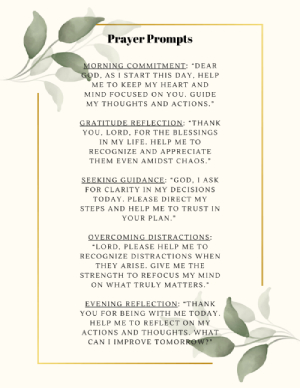 Prayer Prompts
MORNING COMMITMENT: "DEAR
GOD, AS I START THIS DAY, HELP
ME TO KEEP MY HEART AND
MIND FOCUSED ON YOU. GUIDE
MY THOUGHTS AND ACTIONS."
GRATITUDE REFLECTION: "THANK
YOU, LORD, FOR THE BLESSINGS
IN MY LIFE. HELP ME TO
RECOGNIZE AND APPRECIATE
THEM EVEN AMIDST CHAOS."
SEEKING GUIDANCE: "GOD, I ASK
FOR CLARITY IN MY DECISIONS
TODAY. PLEASE DIRECT MY
STEPS AND HELP ME TO TRUST IN
YOUR PLAN."
OVERCOMING DISTRACTIONS:
"LORD, PLEASE HELP ME TO
RECOGNIZE DISTRACTIONS WHEN
THEY ARISE. GIVE ME THE
STRENGTH TO REFOCUS MY MIND
ON WHAT TRULY MATTERS."
EVENING REFLECTION: "THANK
YOU FOR BEING WITH ME TODAY.
HELP ME TO REFLECT ON MY
ACTIONS AND THOUGHTS. WHAT
CAN I IMPROVE TOMORROW?"